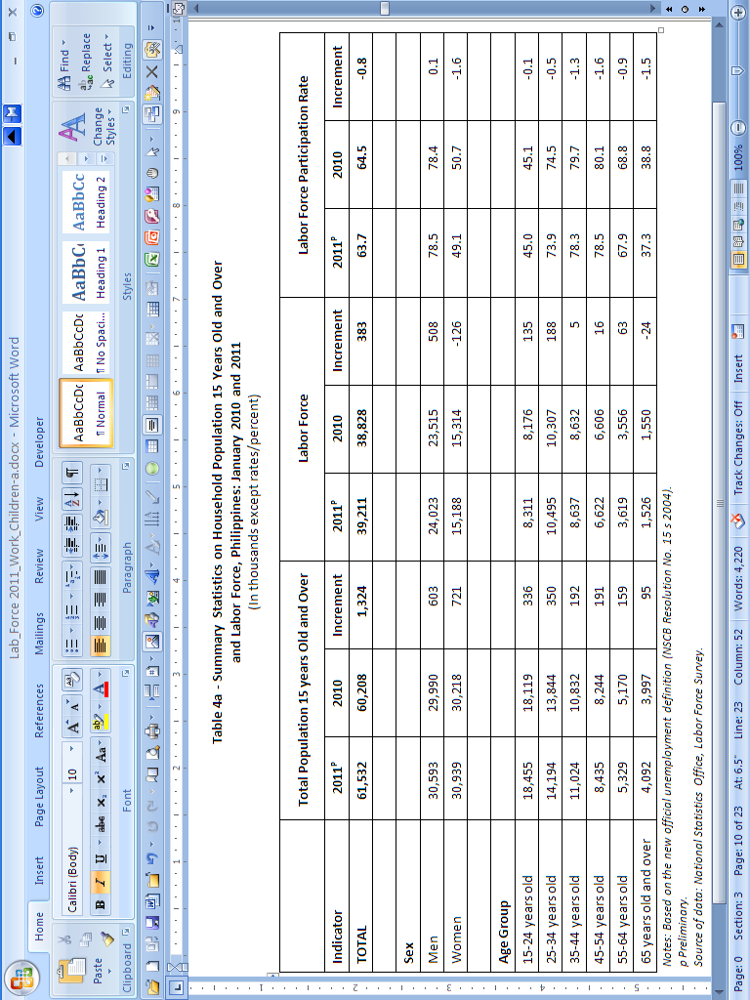 Lab_Force 2011_Work_Children-a.docx - Microsoft Word
Home Insert Page Layout References Mailings Review View Developer
Paste
Clipboard
Calibri (Body) 10
B I U abc X₂ X² Aa
Font
Paragraph
AaBbCcDc AaBbCcDc AaBbC AaBbCc
¶ Normal ¶ No Spaci... Heading 1 Heading 2
Change Styles
Styles
Find
Replace
Select
Editing
Table 4a - Summary Statistics on Household Population 15 Years Old and Over
and Labor Force, Philippines: January 2010 and 2011
(In thousands except rates/percent)
Total Population 15 years Old and Over Labor Force Labor Force Participation Rate
Indicator 2011ᵖ 2010 Increment 2011ᵖ 2010 Increment 2011ᵖ 2010 Increment
TOTAL 61,532 60,208 1,324 39,211 38,828 383 63.7 64.5 -0.8
Sex
Men 30,593 29,990 603 24,023 23,515 508 78.5 78.4 0.1
Women 30,939 30,218 721 15,188 15,314 -126 49.1 50.7 -1.6
Age Group
15-24 years old 18,455 18,119 336 8,311 8,176 135 45.0 45.1 -0.1
25-34 years old 14,194 13,844 350 10,495 10,307 188 73.9 74.5 -0.5
35-44 years old 11,024 10,832 192 8,637 8,632 5 78.3 79.7 -1.3
45-54 years old 8,435 8,244 191 6,622 6,606 16 78.5 80.1 -1.6
55-64 years old 5,329 5,170 159 3,619 3,556 63 67.9 68.8 -0.9
65 years old and over 4,092 3,997 95 1,526 1,550 -24 37.3 38.8 -1.5
Notes: Based on the new official unemployment definition (NSCB Resolution No. 15 s 2004).
p Preliminary.
Source of data: National Statistics Office, Labor Force Survey.
Page: 0 Section: 3 Page: 10 of 23 At: 6.5" Line: 23 Column: 52 Words: 4,220 Track Changes: Off Insert 100%